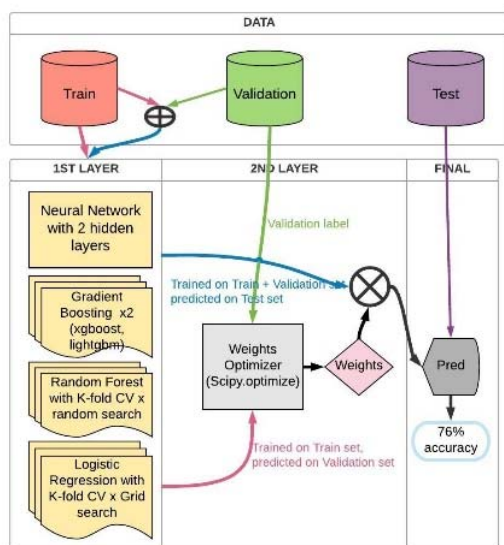 DATA
Train
Validation
Test
1ST LAYER
2ND LAYER
FINAL
Neural Network
with 2 hidden
layers
Gradient
Boosting x2
(xgboost,
lightgbm)
Random Forest
with K-fold CV x
random search
Logistic
Regression with
K-fold CV x Grid
search
Validation label
Trained on Train + Validation set,
predicted on Test set
Weights
Optimizer
(Scipy.optimize)
Weights
Trained on Train set,
predicted on Validation set
Pred
76%
accuracy